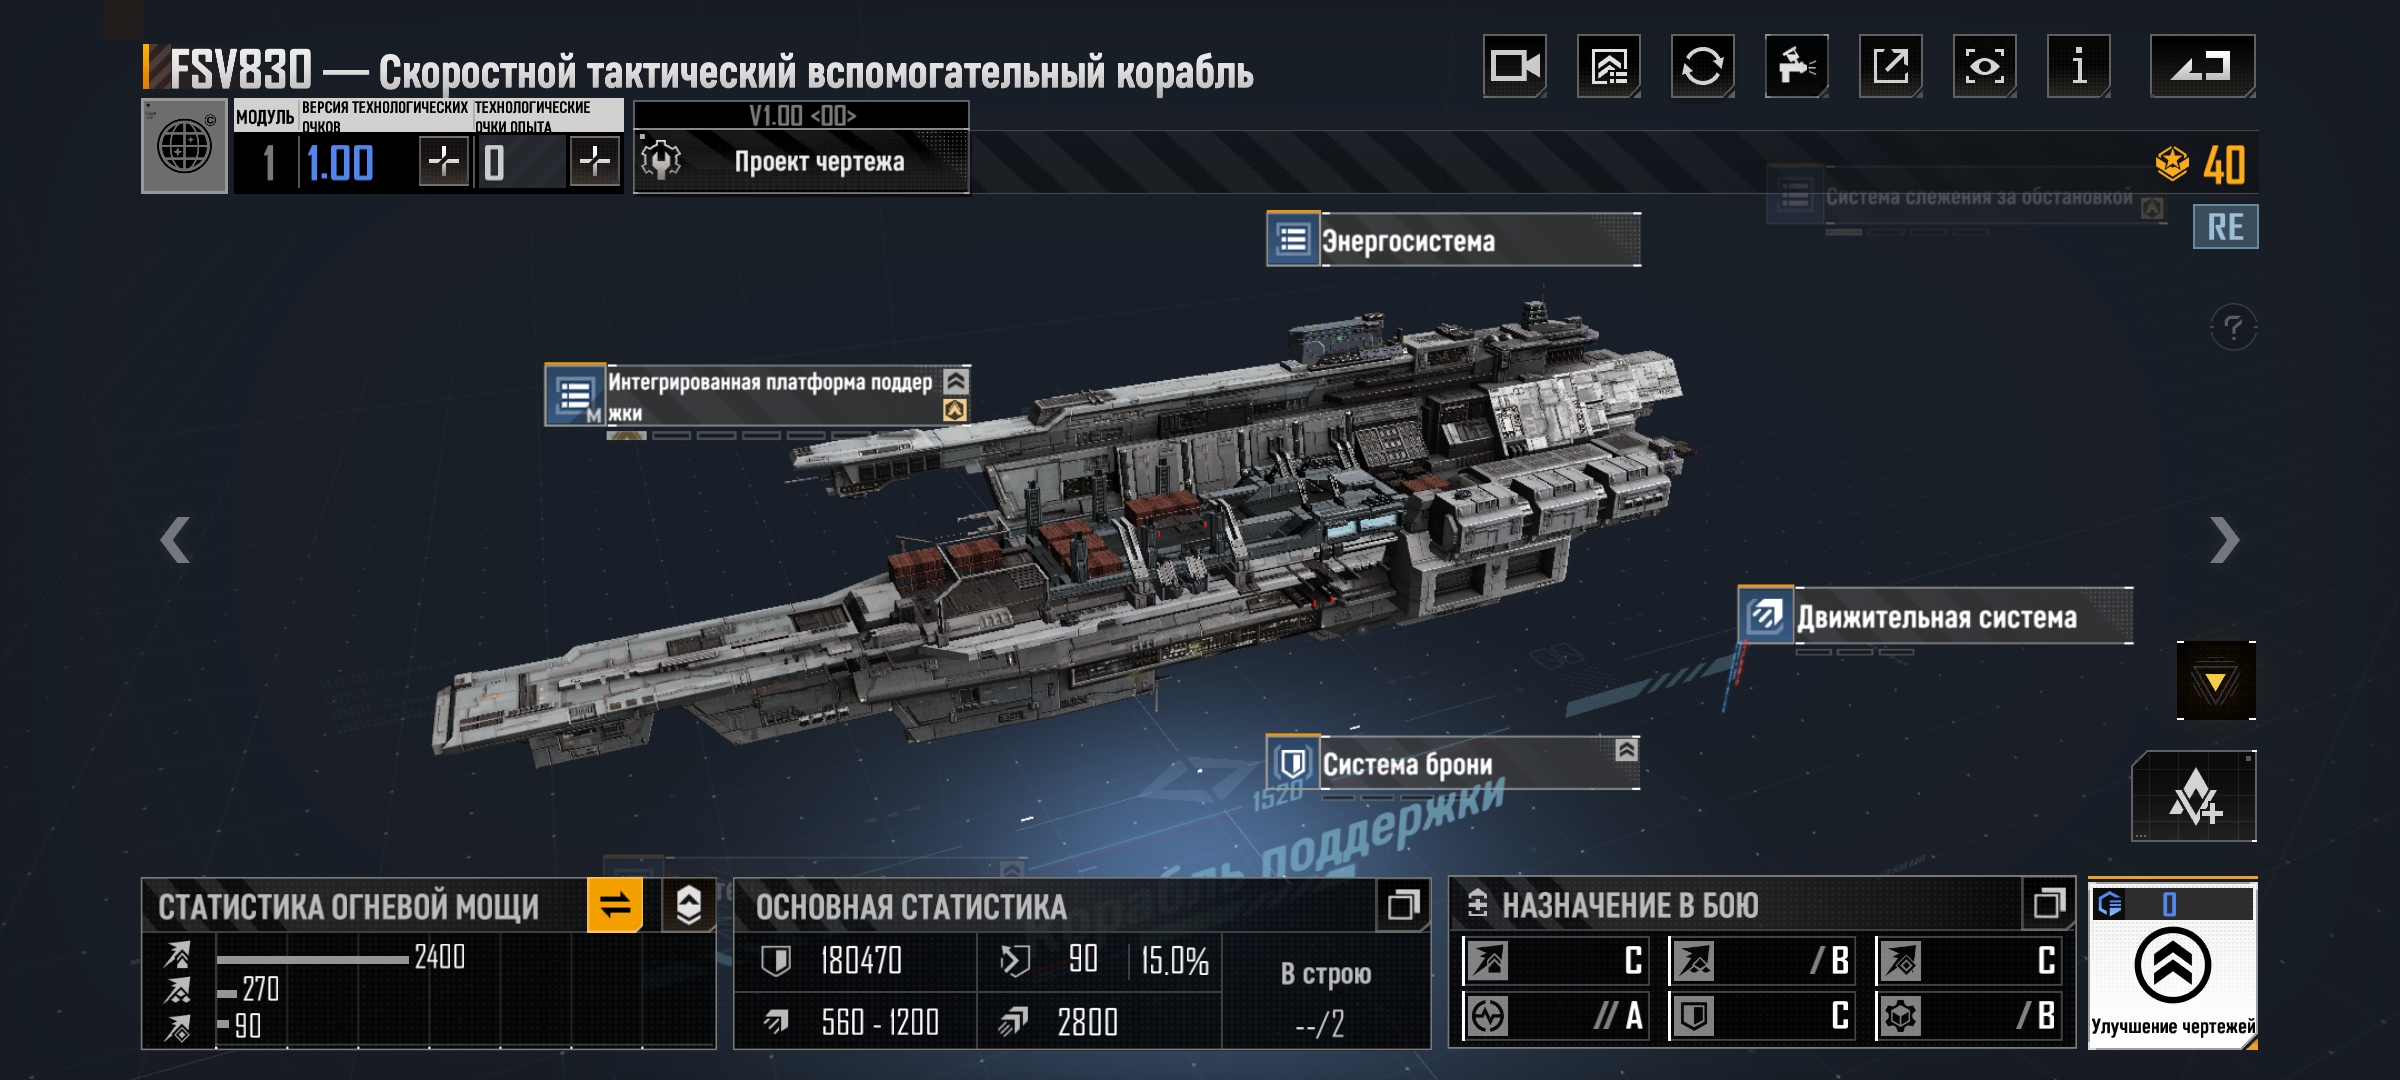 FSV830 — Скоростной тактический вспомогательный корабль
МОДУЛЬ
ВЕРСИЯ ТЕХНОЛОГИЧЕСКИХ ОЧКОВ
ТЕХНОЛОГИЧЕСКИЕ ОЧКИ ОПЫТА
V1.00 <00>
1
1.00
0
Проект чертежа
40
Система слежения за обстановкой
RE
Энергосистема
?
Интегрированная платформа поддер
жки
M
Движительная система
Система брони
1520
Корабль поддержки
СТАТИСТИКА ОГНЕВОЙ МОЩИ
2400
270
90
ОСНОВНАЯ СТАТИСТИКА
180470
90
15.0%
560 - 1200
2800
В строю
--/2
НАЗНАЧЕНИЕ В БОЮ
C
/ B
C
// A
C
/ B
0
Улучшение чертежей